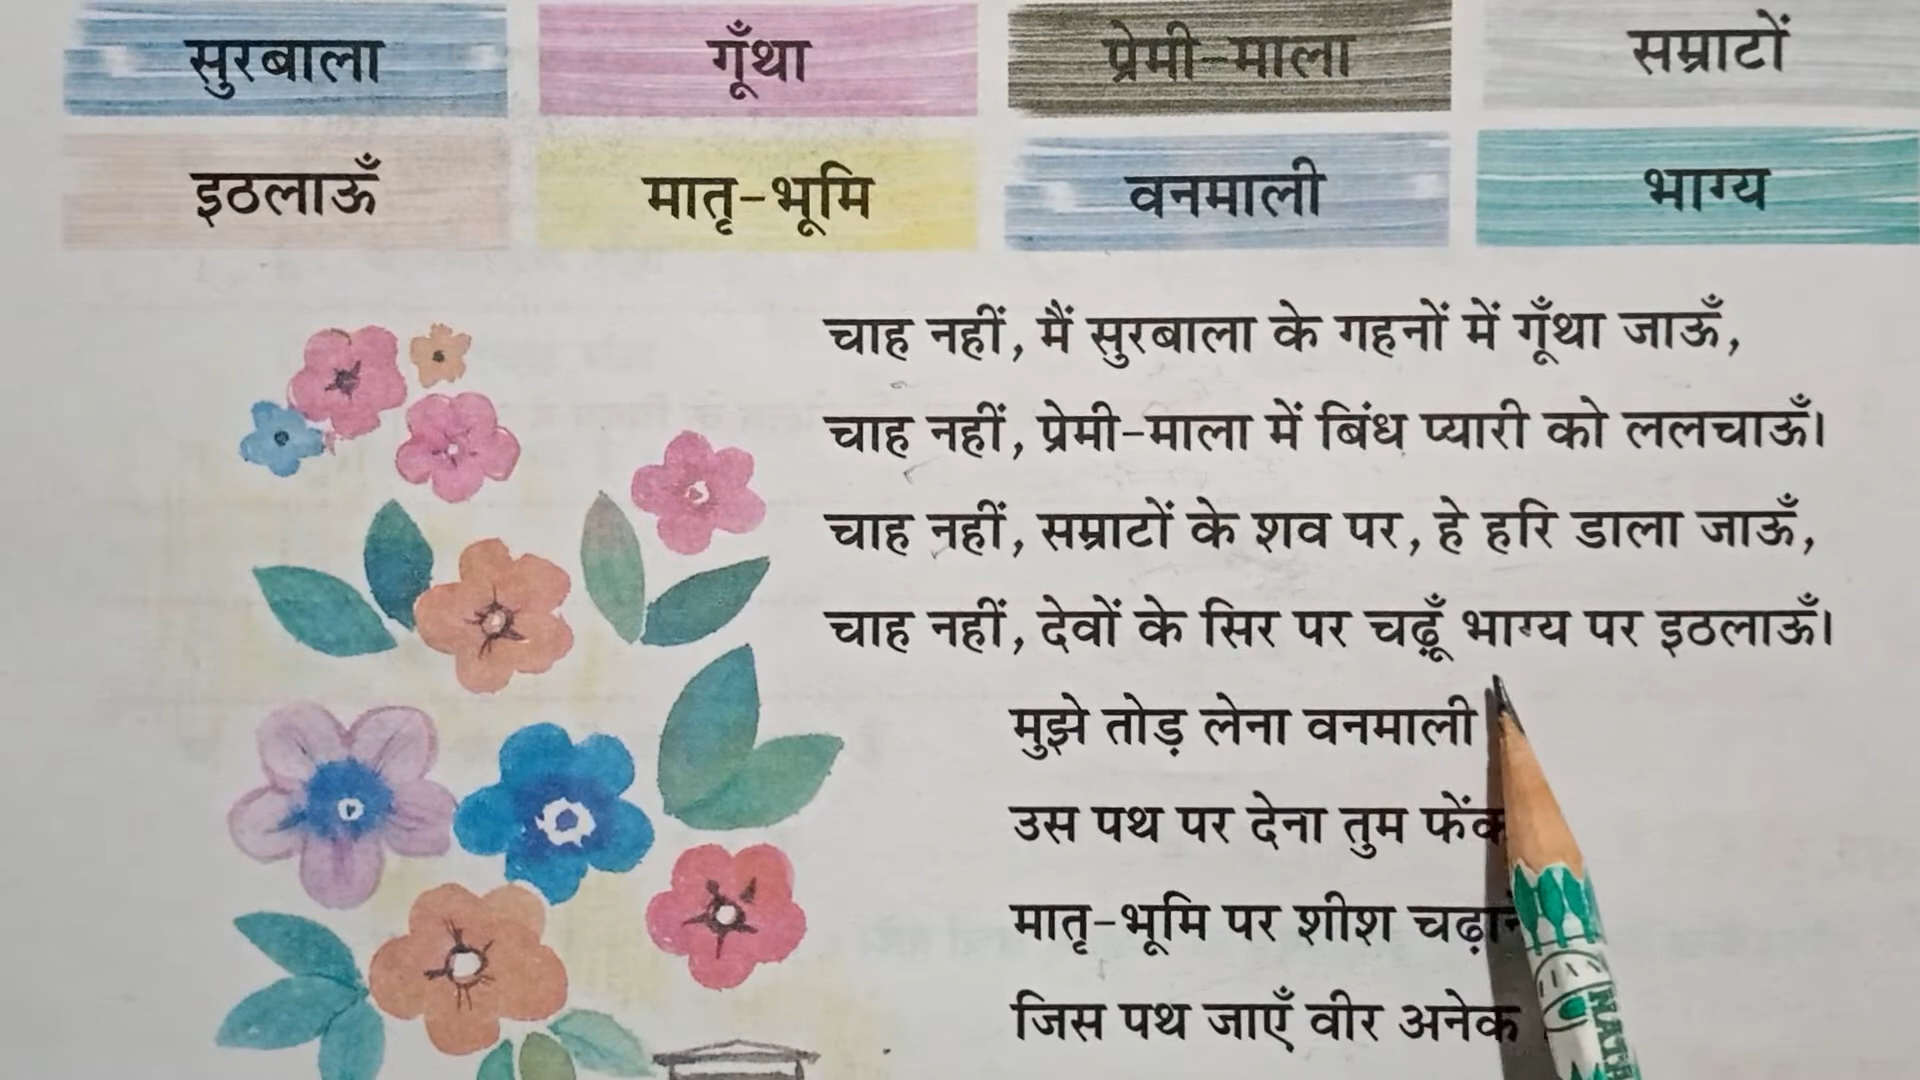 सुरबाला गूँथा प्रेमी-माला सम्राटों
इठलाऊँ मातृ-भूमि वनमाली भाग्य
चाह नहीं, मैं सुरबाला के गहनों में गूँथा जाऊँ,
चाह नहीं, प्रेमी-माला में बिंध प्यारी को ललचाऊँ।
चाह नहीं, सम्राटों के शव पर, हे हरि डाला जाऊँ,
चाह नहीं, देवों के सिर पर चढ़ूँ भाग्य पर इठलाऊँ।
मुझे तोड़ लेना वनमाली
उस पथ पर देना तुम
मातृ-भूमि पर शीश
जिस पथ जाएँ वीर अनेक